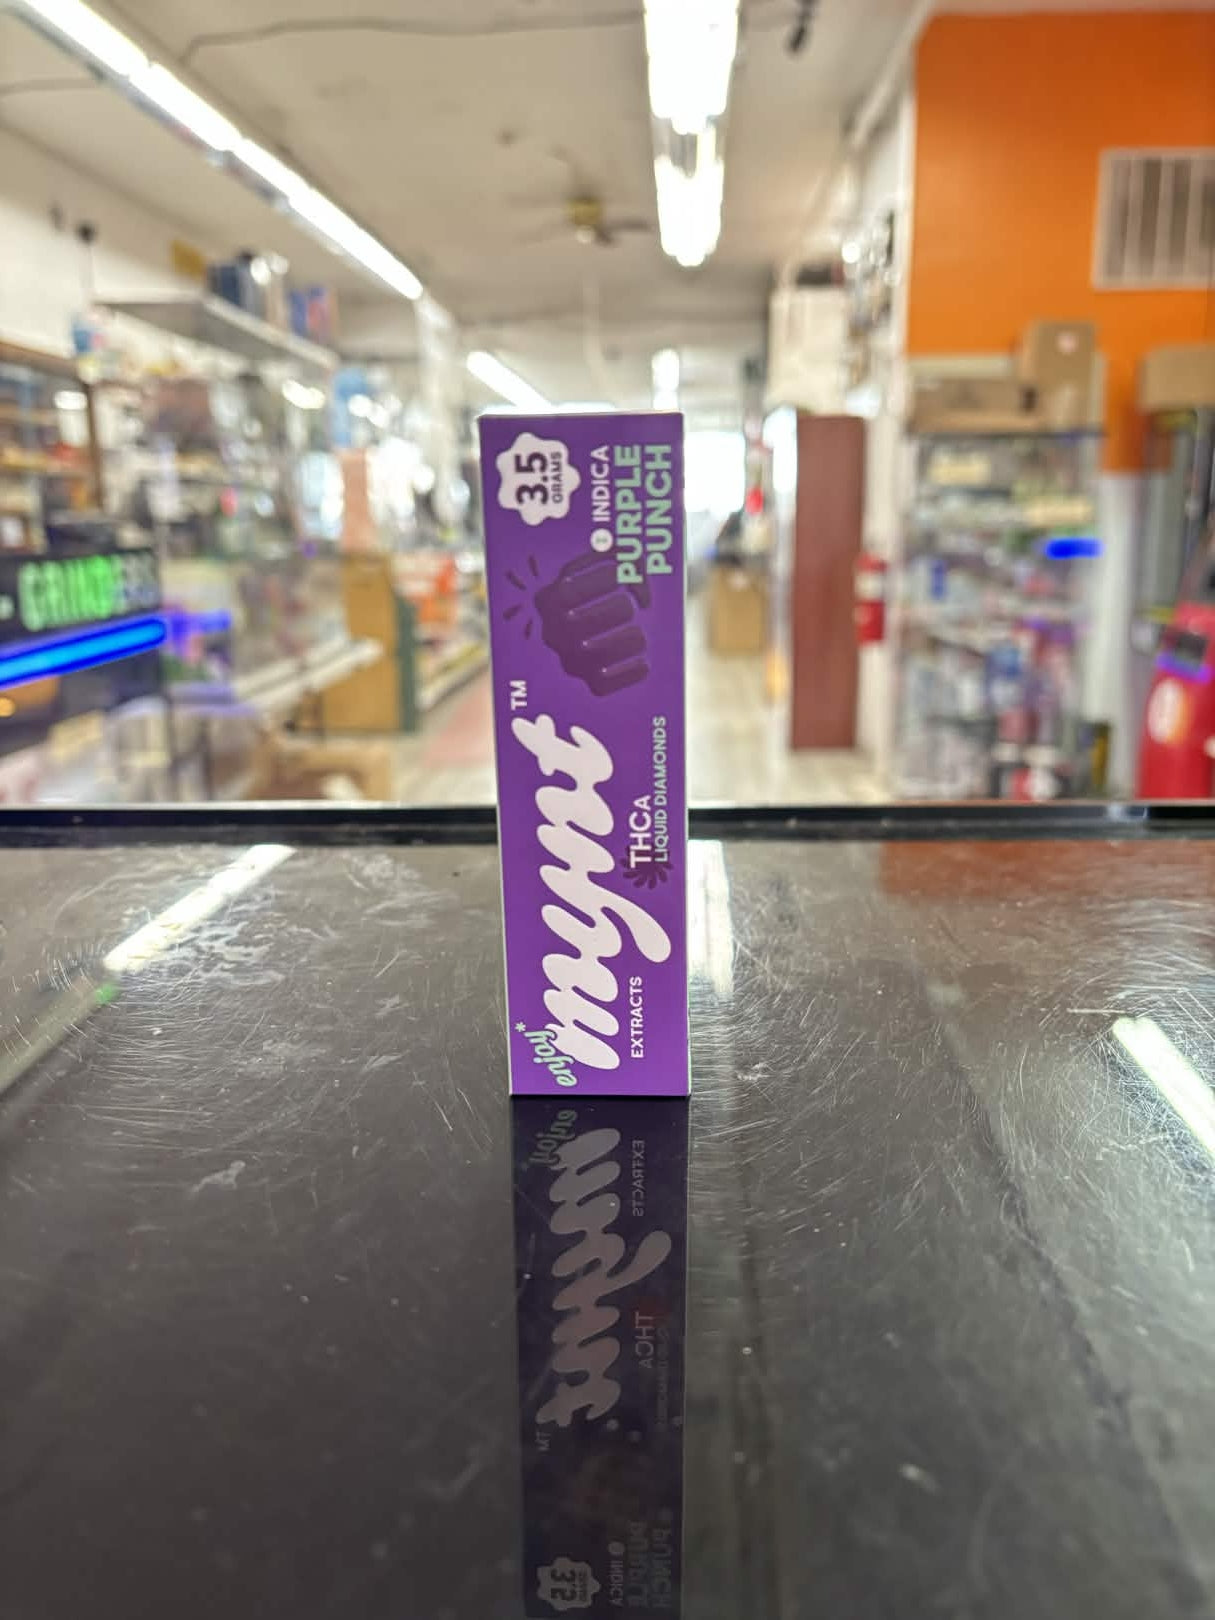 3.5
GRAMS
INDICA
PURPLE
PUNCH
enjoy*
mynt™
EXTRACTS
THCA
LIQUID DIAMONDS